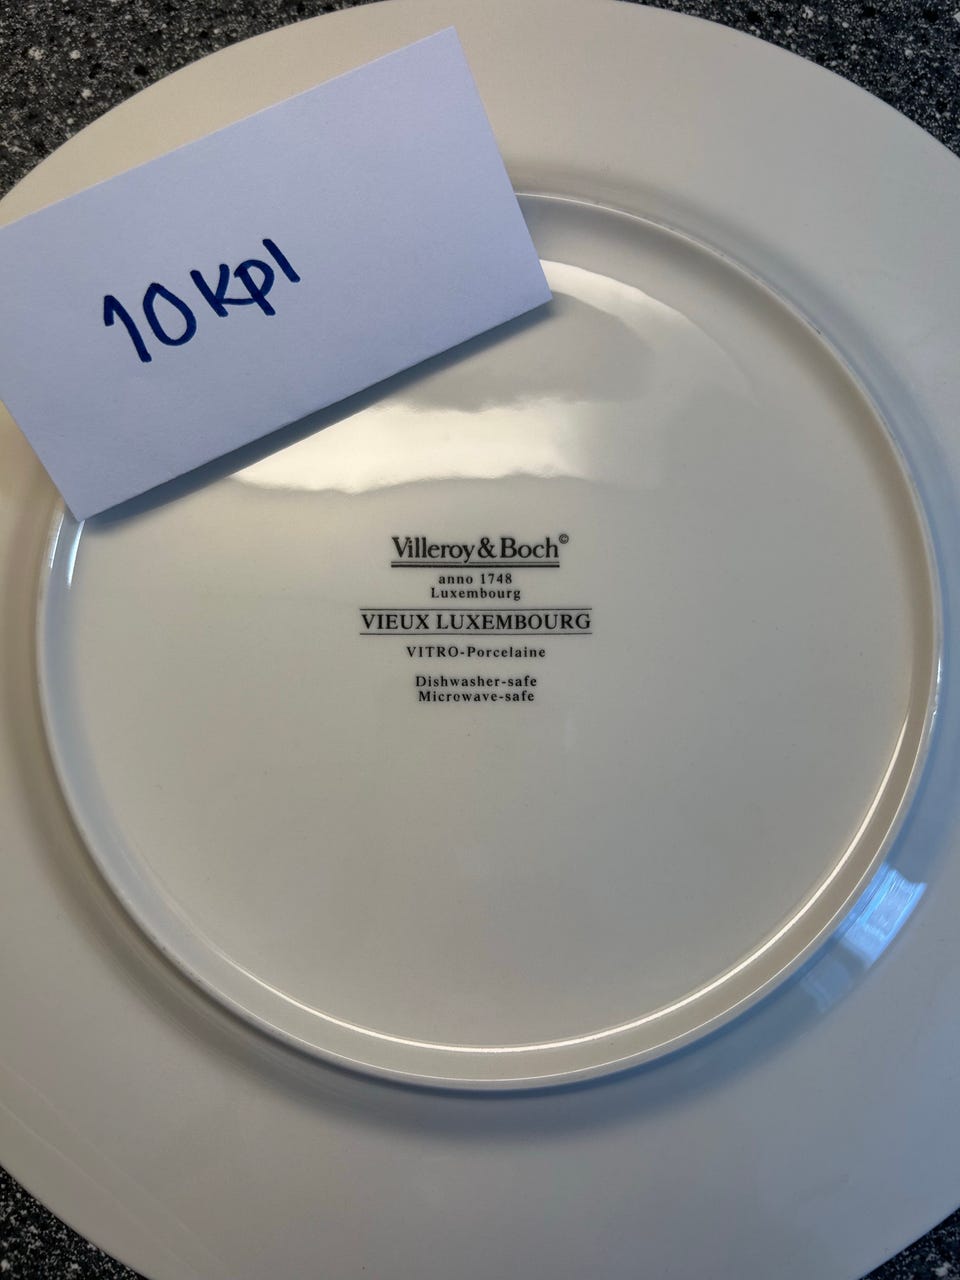 10 kpl
Villeroy & Boch©
anno 1748
Luxembourg
VIEUX LUXEMBOURG
VITRO-Porcelaine
Dishwasher-safe
Microwave-safe